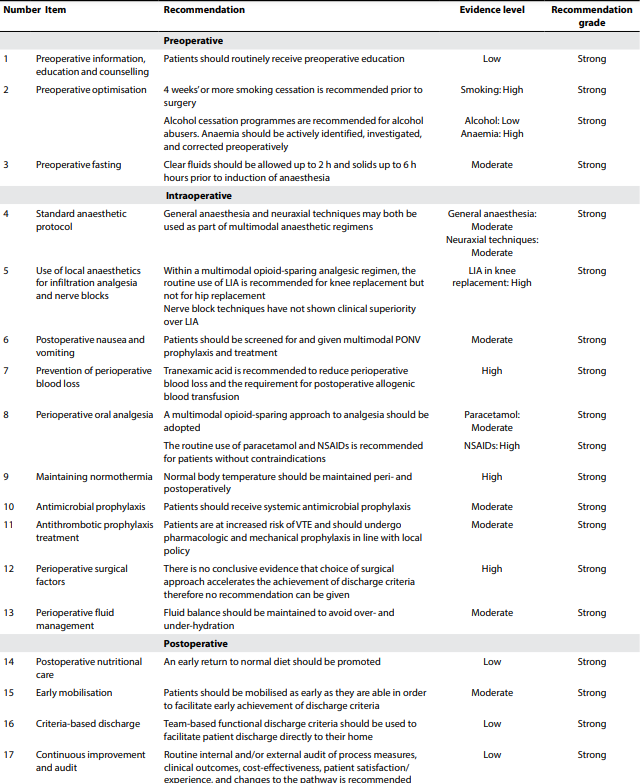 Number Item Recommendation Evidence level Recommendation
grade
Preoperative
1 Preoperative information, Patients should routinely receive preoperative education Low Strong
education and counselling
2 Preoperative optimisation 4 weeks' or more smoking cessation is recommended prior to Smoking: High Strong
surgery
Alcohol cessation programmes are recommended for alcohol Alcohol: Low Strong
abusers. Anaemia should be actively identified, investigated, Anaemia: High
and corrected preoperatively
3 Preoperative fasting Clear fluids should be allowed up to 2 h and solids up to 6 h Moderate Strong
hours prior to induction of anaesthesia
Intraoperative
4 Standard anaesthetic General anaesthesia and neuraxial techniques may both be General anaesthesia: Strong
protocol used as part of multimodal anaesthetic regimens Moderate
Neuraxial techniques:
Moderate
5 Use of local anaesthetics Within a multimodal opioid-sparing analgesic regimen, the LIA in knee Strong
for infiltration analgesia routine use of LIA is recommended for knee replacement but replacement: High
and nerve blocks not for hip replacement
Nerve block techniques have not shown clinical superiority
over LIA
6 Postoperative nausea and Patients should be screened for and given multimodal PONV Moderate Strong
vomiting prophylaxis and treatment
7 Prevention of perioperative Tranexamic acid is recommended to reduce perioperative High Strong
blood loss blood loss and the requirement for postoperative allogenic
blood transfusion
8 Perioperative oral analgesia A multimodal opioid-sparing approach to analgesia should be Paracetamol: Strong
adopted Moderate
The routine use of paracetamol and NSAIDs is recommended NSAIDs: High Strong
for patients without contraindications
9 Maintaining normothermia Normal body temperature should be maintained peri- and High Strong
postoperatively
10 Antimicrobial prophylaxis Patients should receive systemic antimicrobial prophylaxis Moderate Strong
11 Antithrombotic prophylaxis Patients are at increased risk of VTE and should undergo Moderate Strong
treatment pharmacologic and mechanical prophylaxis in line with local
policy
12 Perioperative surgical There is no conclusive evidence that choice of surgical High Strong
factors approach accelerates the achievement of discharge criteria
therefore no recommendation can be given
13 Perioperative fluid Fluid balance should be maintained to avoid over- and Moderate Strong
management under-hydration
Postoperative
14 Postoperative nutritional An early return to normal diet should be promoted Low Strong
care
15 Early mobilisation Patients should be mobilised as early as they are able in order Moderate Strong
to facilitate early achievement of discharge criteria
16 Criteria-based discharge Team-based functional discharge criteria should be used to Low Strong
facilitate patient discharge directly to their home
17 Continuous improvement Routine internal and/or external audit of process measures, Low Strong
and audit clinical outcomes, cost-effectiveness, patient satisfaction/
experience, and changes to the pathway is recommended